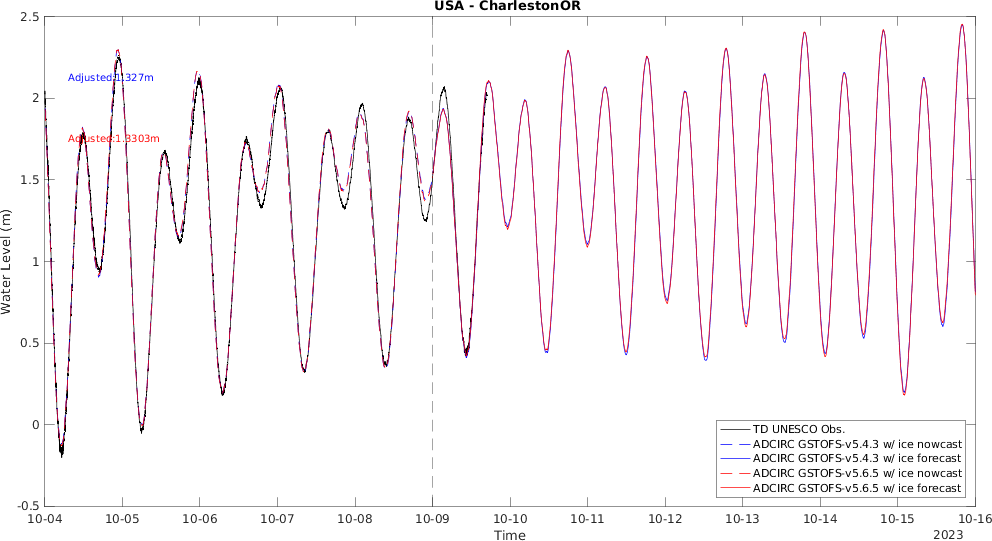 USA - CharlestonOR
2.5
2
1.5
1
0.5
0
-0.5
Water Level (m)
Adjusted:1.327m
Adjusted:1.3303m
TD UNESCO Obs.
ADCIRC GSTOFS-v5.4.3 w/ ice nowcast
ADCIRC GSTOFS-v5.4.3 w/ ice forecast
ADCIRC GSTOFS-v5.6.5 w/ ice nowcast
ADCIRC GSTOFS-v5.6.5 w/ ice forecast
10-04 10-05 10-06 10-07 10-08 10-09 10-10 10-11 10-12 10-13 10-14 10-15 10-16
Time
2023